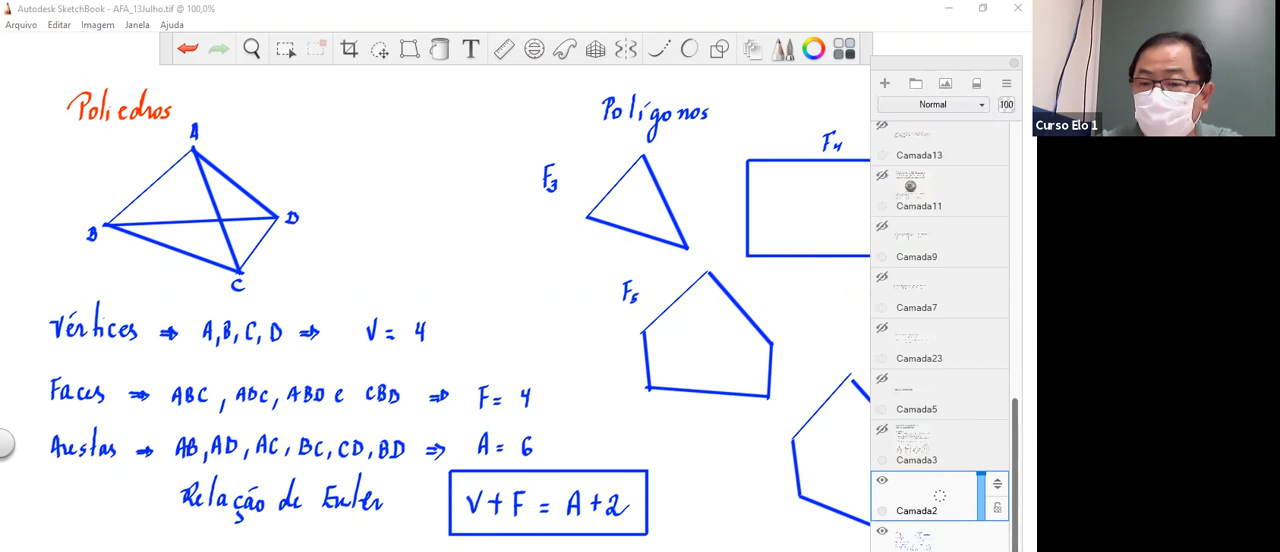 Autodesk SketchBook - AFA_13Julho.tif @ 100,0%
Arquivo Editar Imagem Janela Ajuda
T
Normal
100
Curso Elo 1
Camada13
Camada11
Camada9
Camada7
Camada23
Camada5
Camada3
Camada2
Poliedros
A
B
D
C
Vértices ⇒ A, B, C, D ⇒ V = 4
Faces ⇒ ABC, ADC, ABD e CBD ⇒ F = 4
Arestas ⇒ AB, AD, AC, BC, CD, BD ⇒ A = 6
Relação de Euler V + F = A + 2
Polígonos
F3
F4
F5